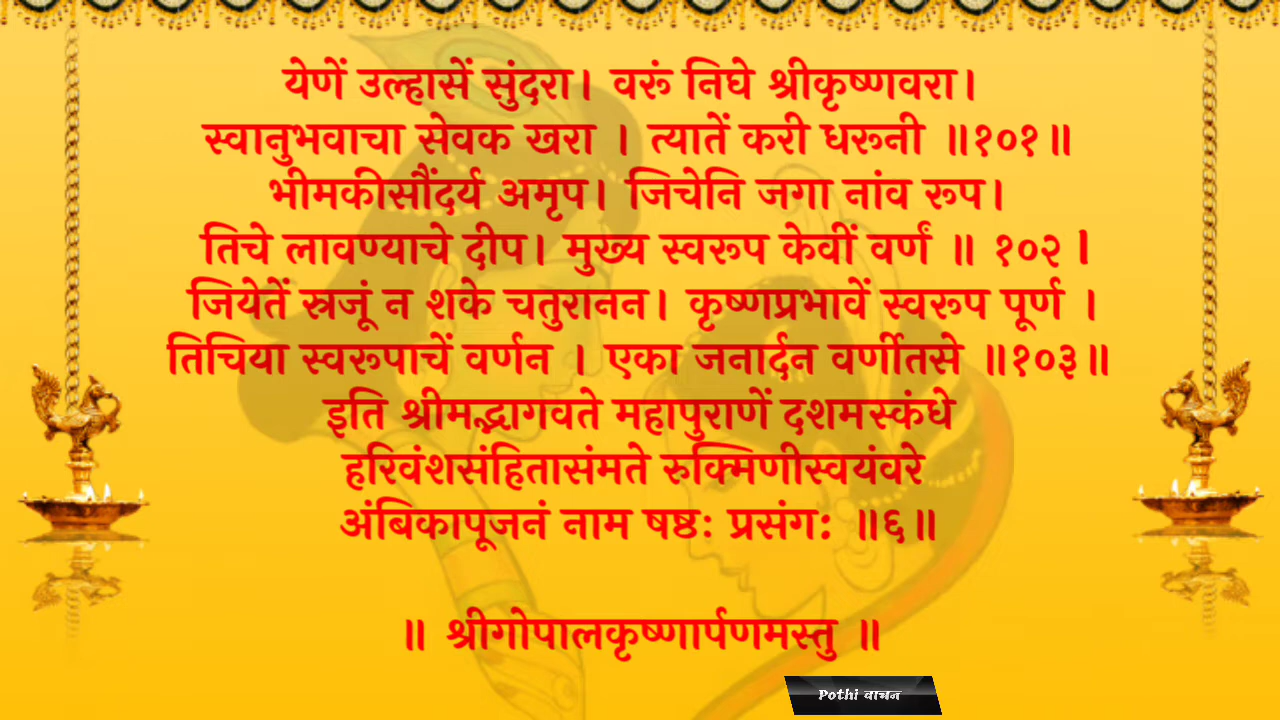 येणें उल्हासें सुंदरा। वरूं निघे श्रीकृष्णवरा।
स्वानुभवाचा सेवक खरा । त्यातें करी धरूनी ॥१०१॥
भीमकीसौंदर्य अमृप। जिचेनि जगा नांव रूप।
तिचे लावण्याचे दीप। मुख्य स्वरूप केवीं वर्णं ॥ १०२ ।
जियेतें स्रजूं न शके चतुरानन। कृष्णप्रभावें स्वरूप पूर्ण ।
तिचिया स्वरूपाचें वर्णन । एका जनार्दन वर्णीतसे ॥१०३॥
इति श्रीमद्भागवते महापुराणें दशमस्कंधे
हरिवंशसंहितासंमते रुक्मिणीस्वयंवरे
अंबिकापूजनं नाम षष्ठः प्रसंगः ॥६॥
॥ श्रीगोपालकृष्णार्पणमस्तु ॥
Pothi वाचन